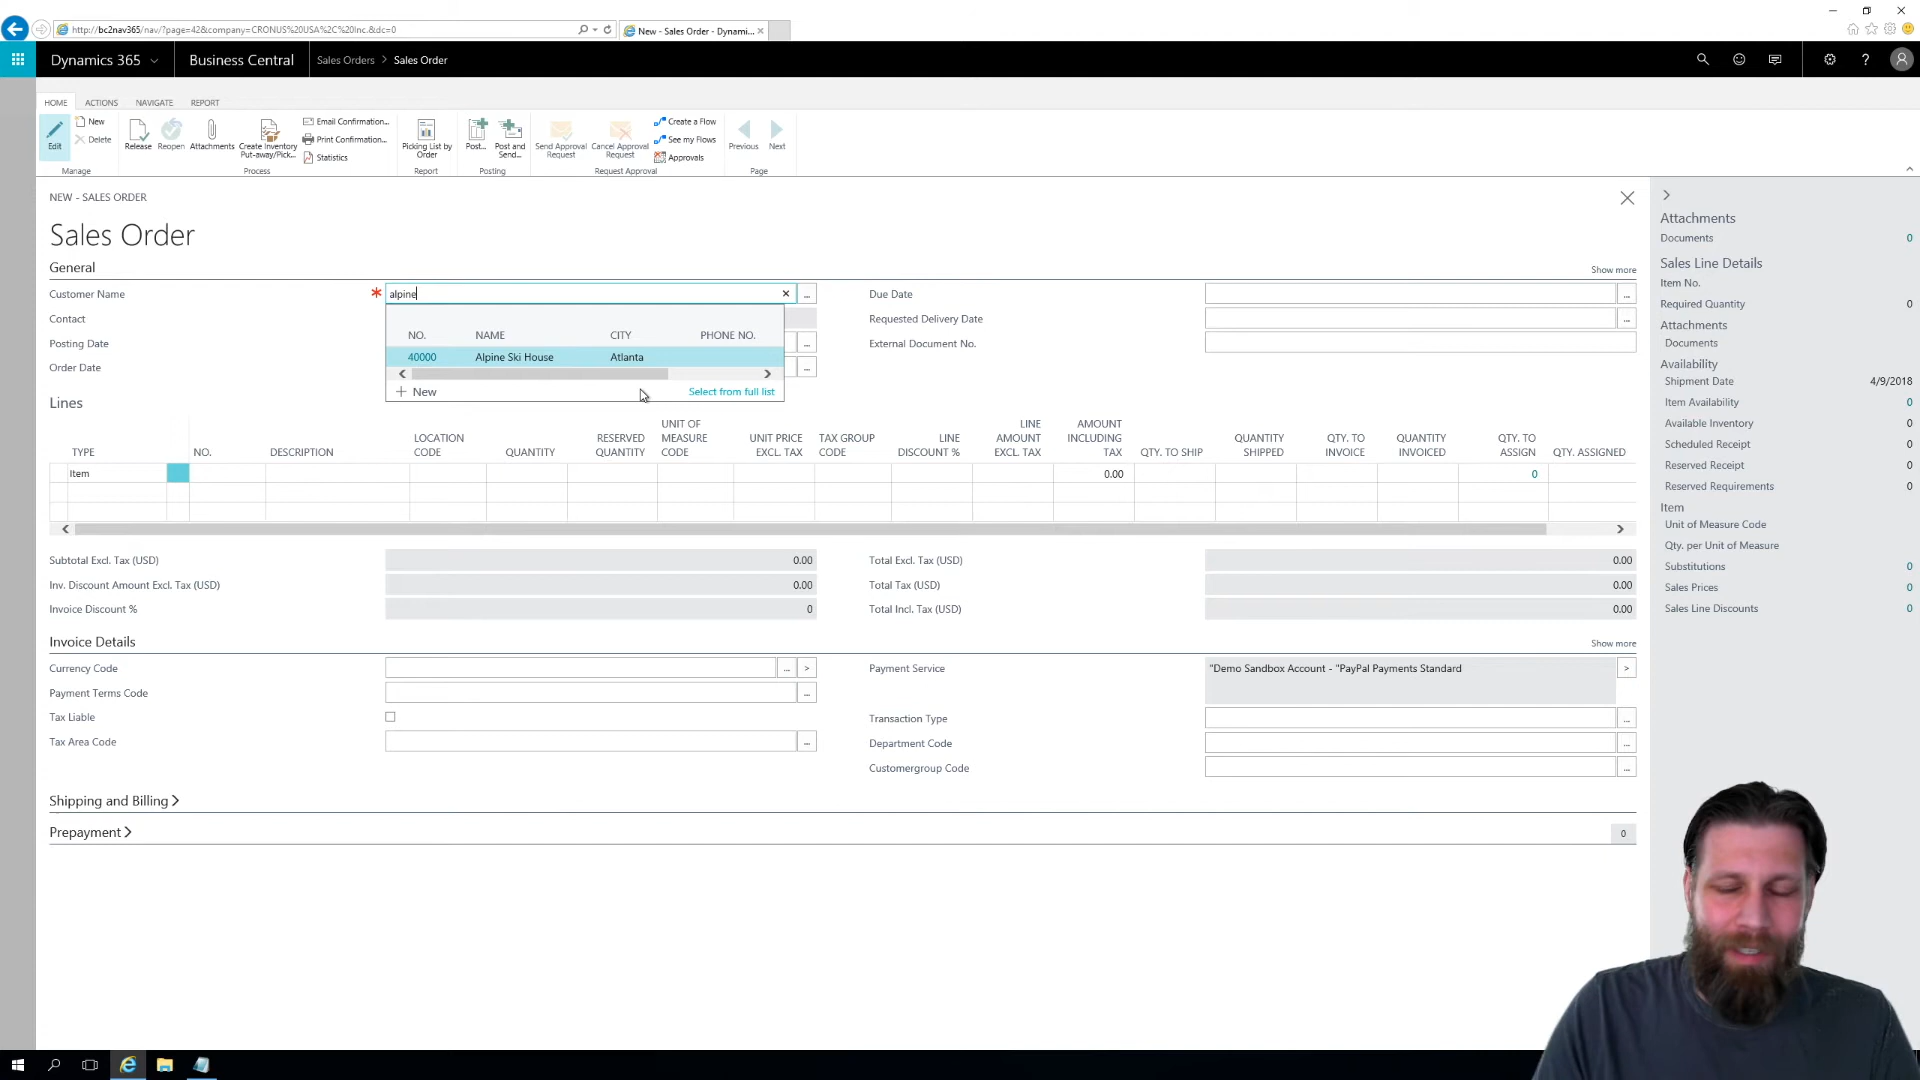 http://bc2nav365/nav/?page=42&company=CRONUS%20USA%2C%20Inc.&dc=0
New - Sales Order - Dynami...
Dynamics 365
Business Central
Sales Orders > Sales Order
HOME ACTIONS NAVIGATE REPORT
Edit
New
Delete
Manage
Release
Reopen
Attachments
Create Inventory Put-away/Pick...
Email Confirmation...
Print Confirmation...
Statistics
Process
Picking List by Order
Report
Post...
Post and Send...
Posting
Send Approval Request
Cancel Approval Request
Create a Flow
See my Flows
Approvals
Request Approval
Previous
Next
Page
NEW - SALES ORDER
Sales Order
General
Show more
Customer Name
* alpine
Contact
Posting Date
Order Date
NO. NAME CITY PHONE NO.
40000 Alpine Ski House Atlanta
+ New
Select from full list
Due Date
Requested Delivery Date
External Document No.
Lines
TYPE NO. DESCRIPTION LOCATION CODE QUANTITY RESERVED QUANTITY UNIT OF MEASURE CODE UNIT PRICE EXCL. TAX TAX GROUP CODE LINE DISCOUNT % LINE AMOUNT EXCL. TAX AMOUNT INCLUDING TAX QTY. TO SHIP QUANTITY SHIPPED QTY. TO INVOICE QUANTITY INVOICED QTY. TO ASSIGN QTY. ASSIGNED
Item 0.00 0
Subtotal Excl. Tax (USD) 0.00
Inv. Discount Amount Excl. Tax (USD) 0.00
Invoice Discount % 0
Total Excl. Tax (USD) 0.00
Total Tax (USD) 0.00
Total Incl. Tax (USD) 0.00
Invoice Details
Show more
Currency Code
Payment Terms Code
Tax Liable
Tax Area Code
Payment Service "Demo Sandbox Account - "PayPal Payments Standard
Transaction Type
Department Code
Customergroup Code
Shipping and Billing >
Prepayment >
0
Attachments
Documents 0
Sales Line Details
Item No.
Required Quantity 0
Attachments
Documents
Availability
Shipment Date 4/9/2018
Item Availability 0
Available Inventory 0
Scheduled Receipt 0
Reserved Receipt 0
Reserved Requirements 0
Item
Unit of Measure Code
Qty. per Unit of Measure
Substitutions 0
Sales Prices 0
Sales Line Discounts 0